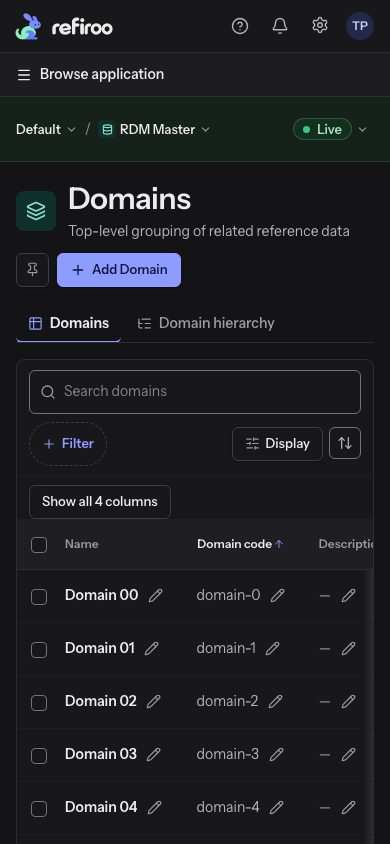 refiroo
TP
Browse application
Default / RDM Master
Live
Domains
Top-level grouping of related reference data
Add Domain
Domains
Domain hierarchy
Search domains
+ Filter
Display
Show all 4 columns
Name Domain code ↑
Domain 00 domain-0 —
Domain 01 domain-1 —
Domain 02 domain-2 —
Domain 03 domain-3 —
Domain 04 domain-4 —